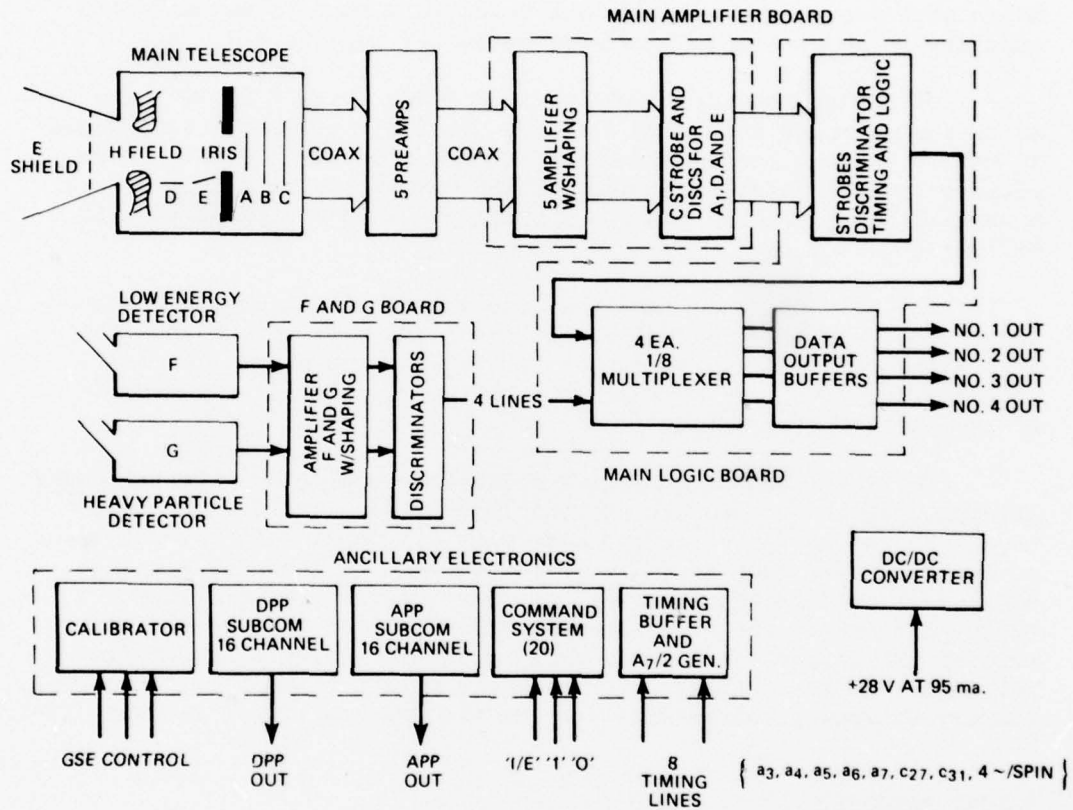 MAIN AMPLIFIER BOARD
MAIN TELESCOPE
E
SHIELD
H FIELD
IRIS
D
E
A
B
C
COAX
5 PREAMPS
COAX
5 AMPLIFIER
W/SHAPING
C STROBE AND
DISCS FOR
A1, D, AND E
STROBES
DISCRIMINATOR
TIMING AND LOGIC
LOW ENERGY
DETECTOR
F
G
HEAVY PARTICLE
DETECTOR
F AND G BOARD
AMPLIFIER
F AND G
W/SHAPING
DISCRIMINATORS
4 LINES
4 EA.
1/8
MULTIPLEXER
DATA
OUTPUT
BUFFERS
NO. 1 OUT
NO. 2 OUT
NO. 3 OUT
NO. 4 OUT
MAIN LOGIC BOARD
ANCILLARY ELECTRONICS
CALIBRATOR
DPP
SUBCOM
16 CHANNEL
APP
SUBCOM
16 CHANNEL
COMMAND
SYSTEM
(20)
TIMING
BUFFER
AND
A7/2 GEN.
DC/DC
CONVERTER
+28 V AT 95 ma.
GSE CONTROL
DPP
OUT
APP
OUT
'I/E' '1' 'O'
8
TIMING
LINES
{ a3, a4, a5, a6, a7, c27, c31, 4 ~/SPIN }